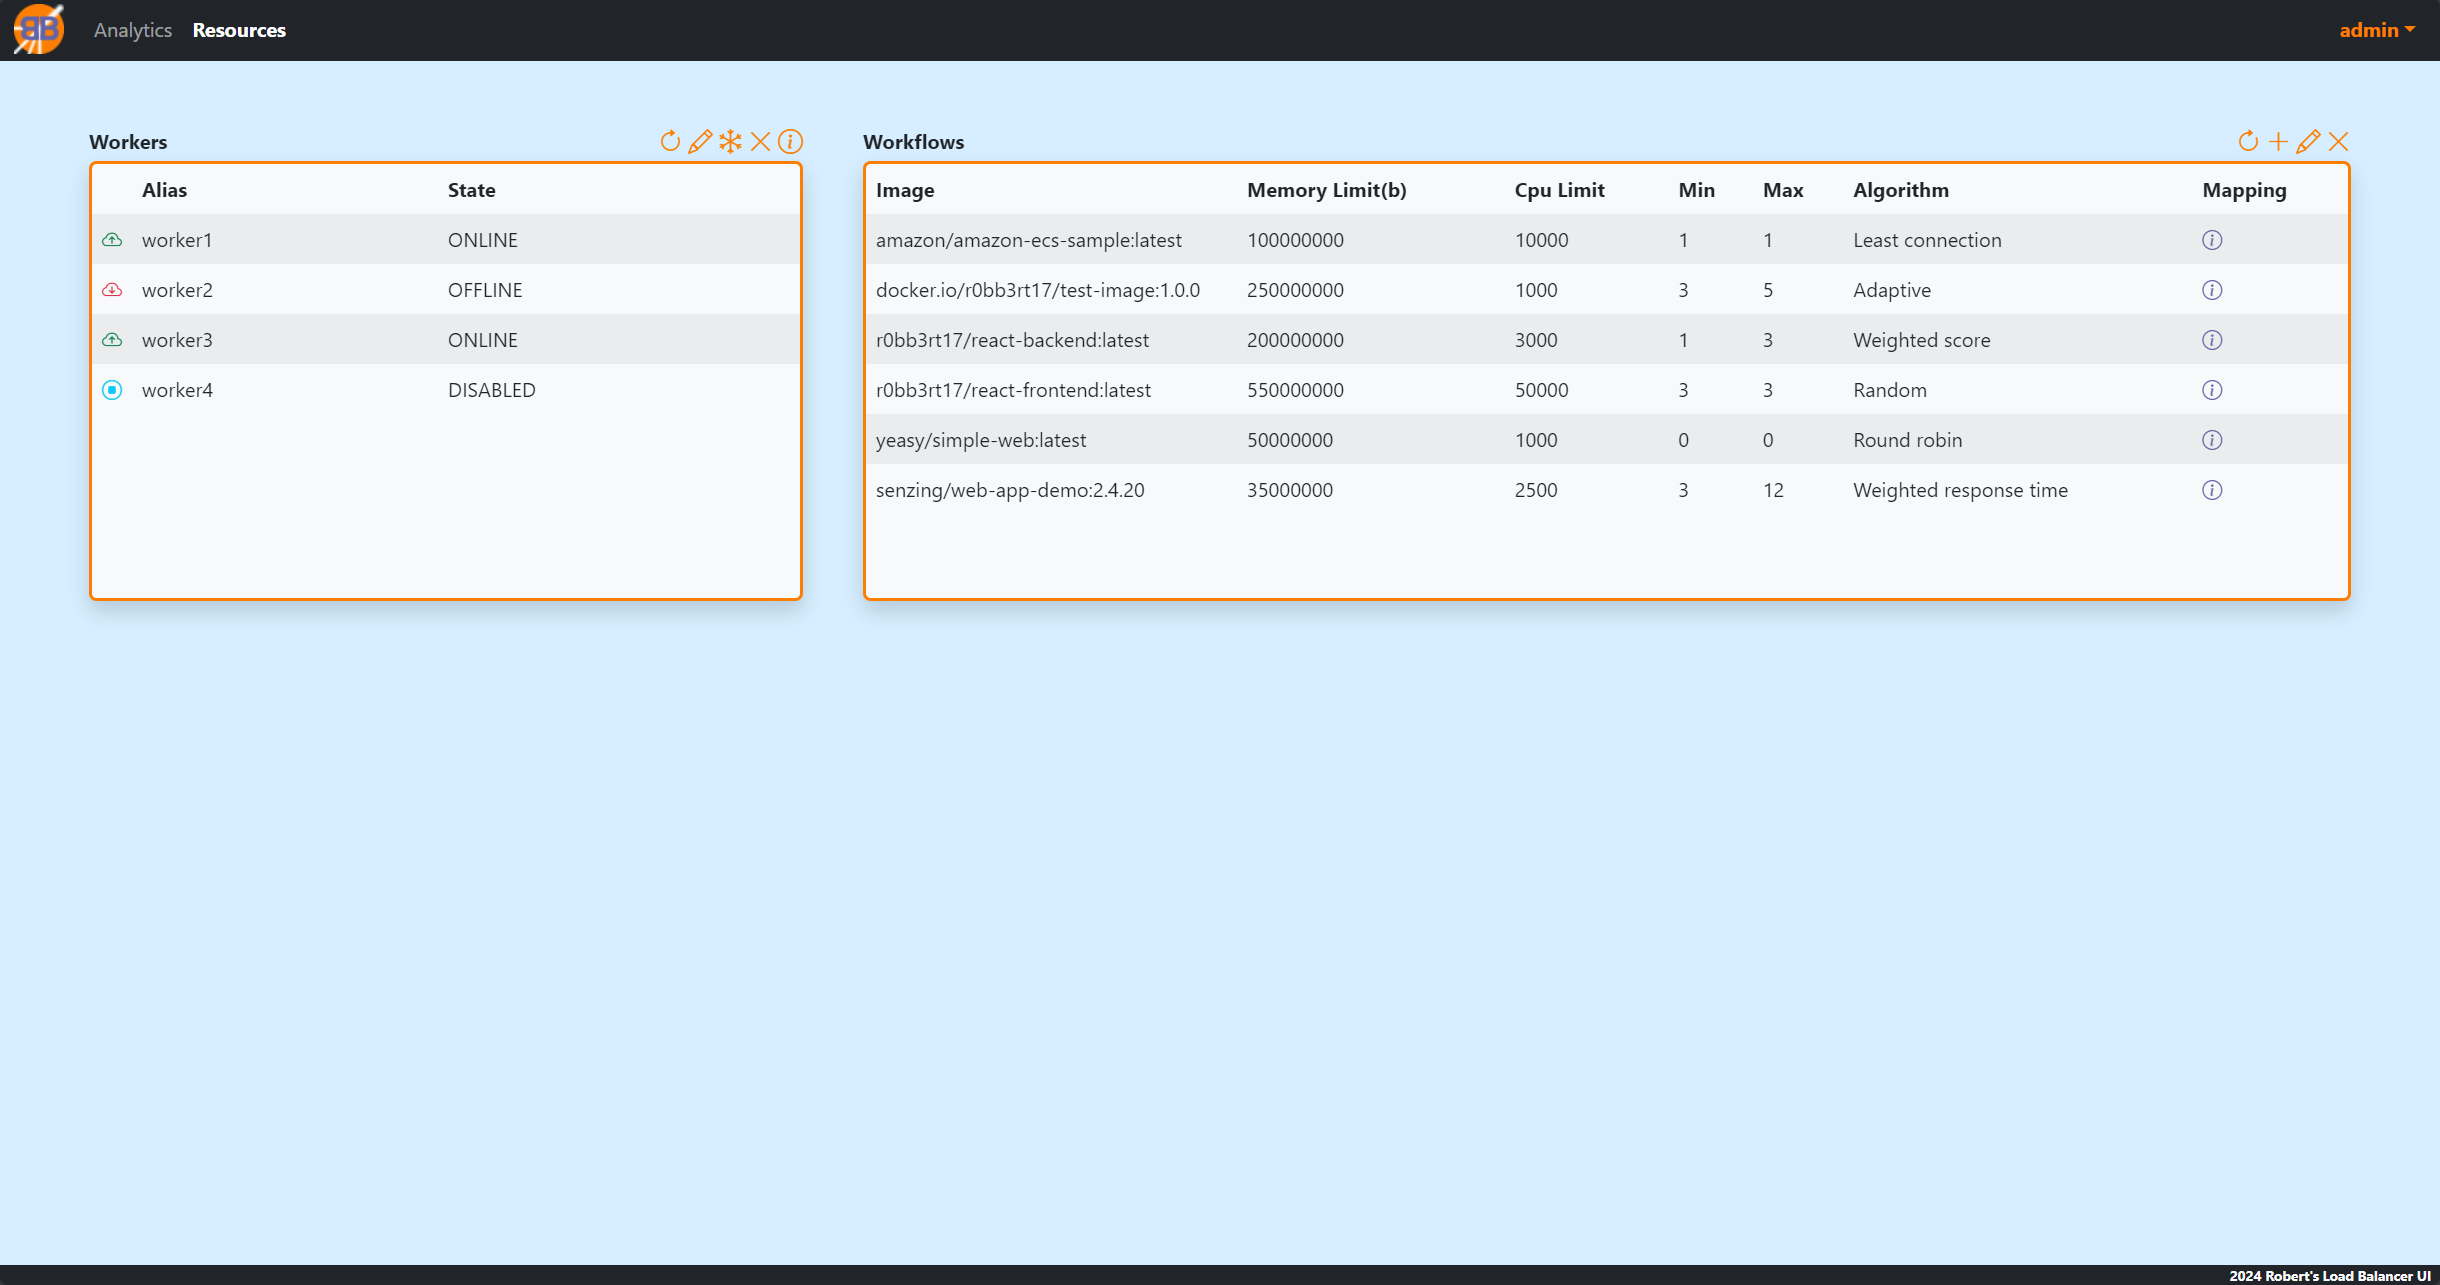 Analytics Resources admin
Workers
Alias State
worker1 ONLINE
worker2 OFFLINE
worker3 ONLINE
worker4 DISABLED
Workflows
Image Memory Limit(b) Cpu Limit Min Max Algorithm Mapping
amazon/amazon-ecs-sample:latest 100000000 10000 1 1 Least connection
docker.io/r0bb3rt17/test-image:1.0.0 250000000 1000 3 5 Adaptive
r0bb3rt17/react-backend:latest 200000000 3000 1 3 Weighted score
r0bb3rt17/react-frontend:latest 550000000 50000 3 3 Random
yeasy/simple-web:latest 50000000 1000 0 0 Round robin
senzing/web-app-demo:2.4.20 35000000 2500 3 12 Weighted response time
2024 Robert's Load Balancer UI